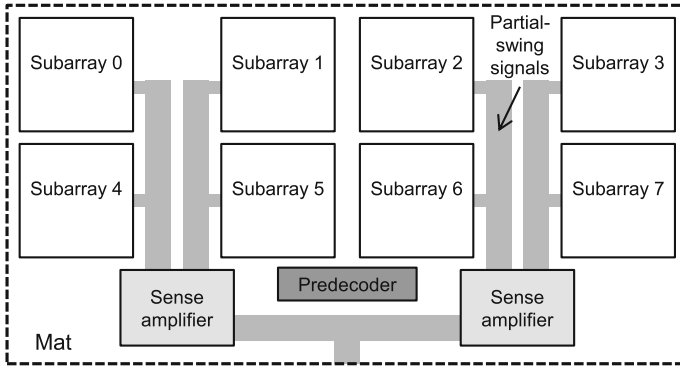 Partial-
swing
signals
Subarray 0
Subarray 1
Subarray 2
Subarray 3
Subarray 4
Subarray 5
Subarray 6
Subarray 7
Predecoder
Sense
amplifier
Sense
amplifier
Mat